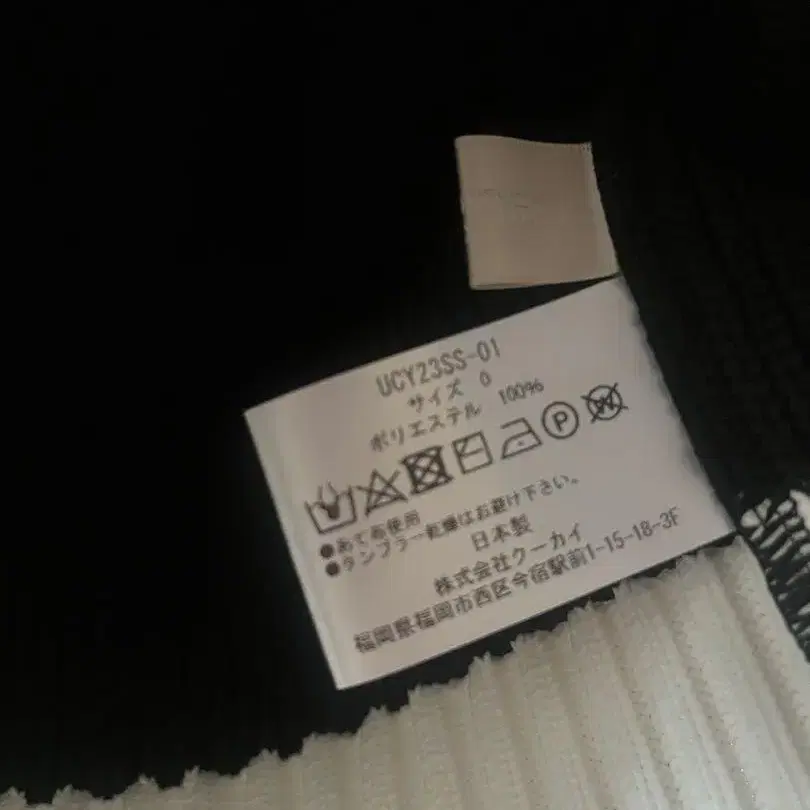 UCY23SS-01
サイズ 0
ポリエステル 100%
P W
●あて布使用
●タンブラー乾燥はお避け下さい。
日本製
株式会社クーカイ
福岡県福岡市西区今宿駅前1-15-18-3F